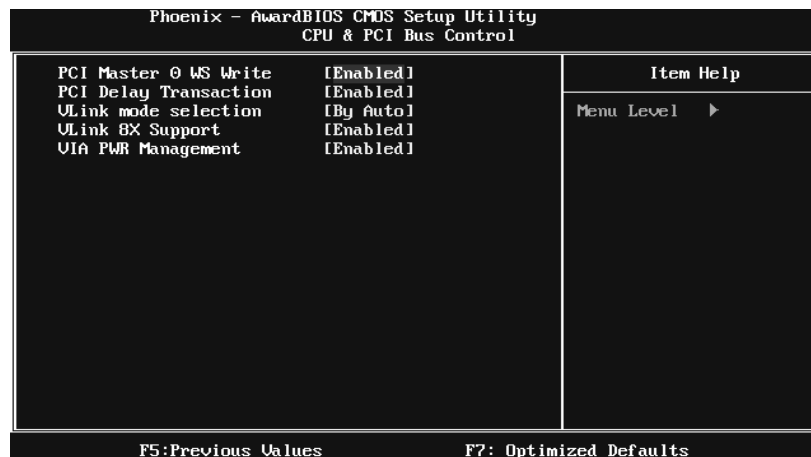 Phoenix - AwardBIOS CMOS Setup Utility
CPU & PCI Bus Control
PCI Master 0 WS Write [Enabled]
PCI Delay Transaction [Enabled]
VLink mode selection [By Auto]
VLink 8X Support [Enabled]
VIA PWR Management [Enabled]
Item Help
Menu Level ▶
F5:Previous Values F7: Optimized Defaults